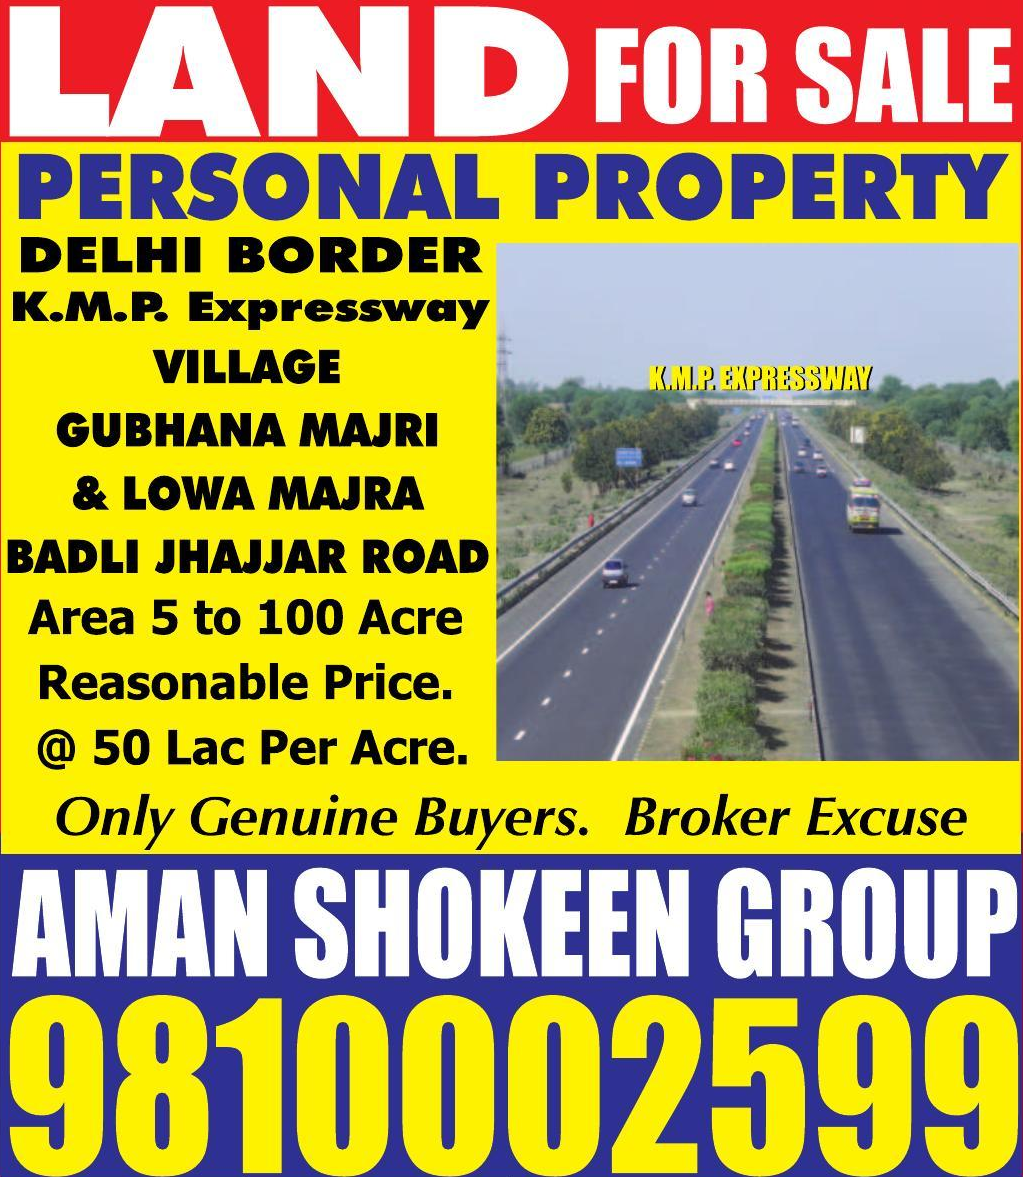 LAND FOR SALE
PERSONAL PROPERTY
DELHI BORDER
K.M.P. Expressway
VILLAGE
GUBHANA MAJRI
& LOWA MAJRA
BADLI JHAJJAR ROAD
Area 5 to 100 Acre
Reasonable Price.
@ 50 Lac Per Acre.
K.M.P. EXPRESSWAY
Only Genuine Buyers. Broker Excuse
AMAN SHOKEEN GROUP
9810002599